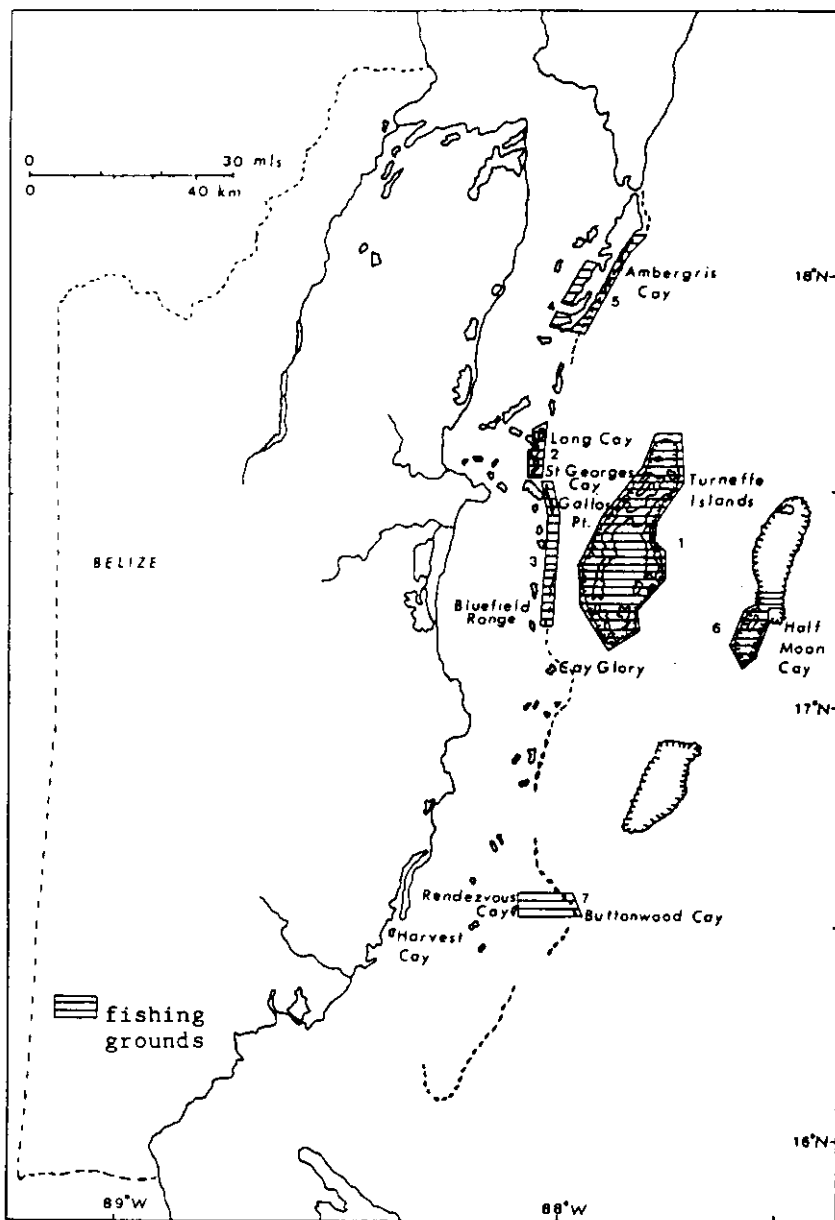 0 30 mls
0 40 km
18°N
Ambergris
Cay
5
4
Long Cay
2
St Georges
Cay
Gallos
Pt.
Turneffe
Islands
1
BELIZE
3
Bluefield
Range
6
Half
Moon
Cay
Cay Glory
17°N
Rendezvous
Cay
7
Buttonwood Cay
Harvest
Cay
fishing
grounds
16°N
89°W
88°W